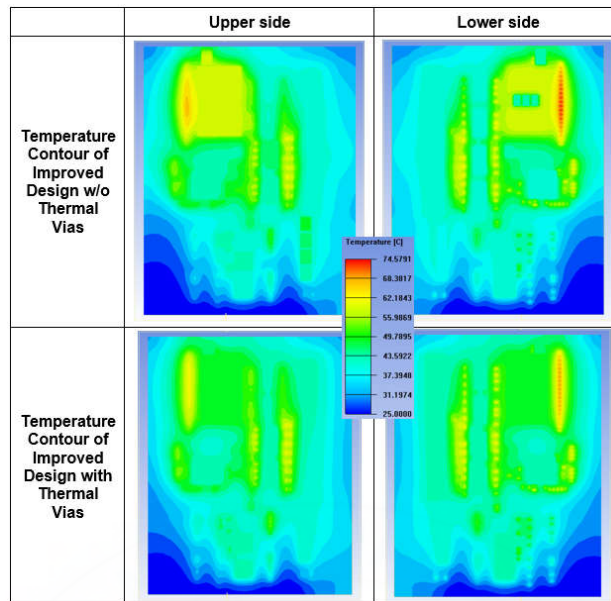 Upper side
Lower side
Temperature
Contour of
Improved
Design w/o
Thermal
Vias
Temperature [C]
74.5791
68.3817
62.1843
55.9869
49.7895
43.5922
37.3948
31.1974
25.0000
Temperature
Contour of
Improved
Design with
Thermal
Vias